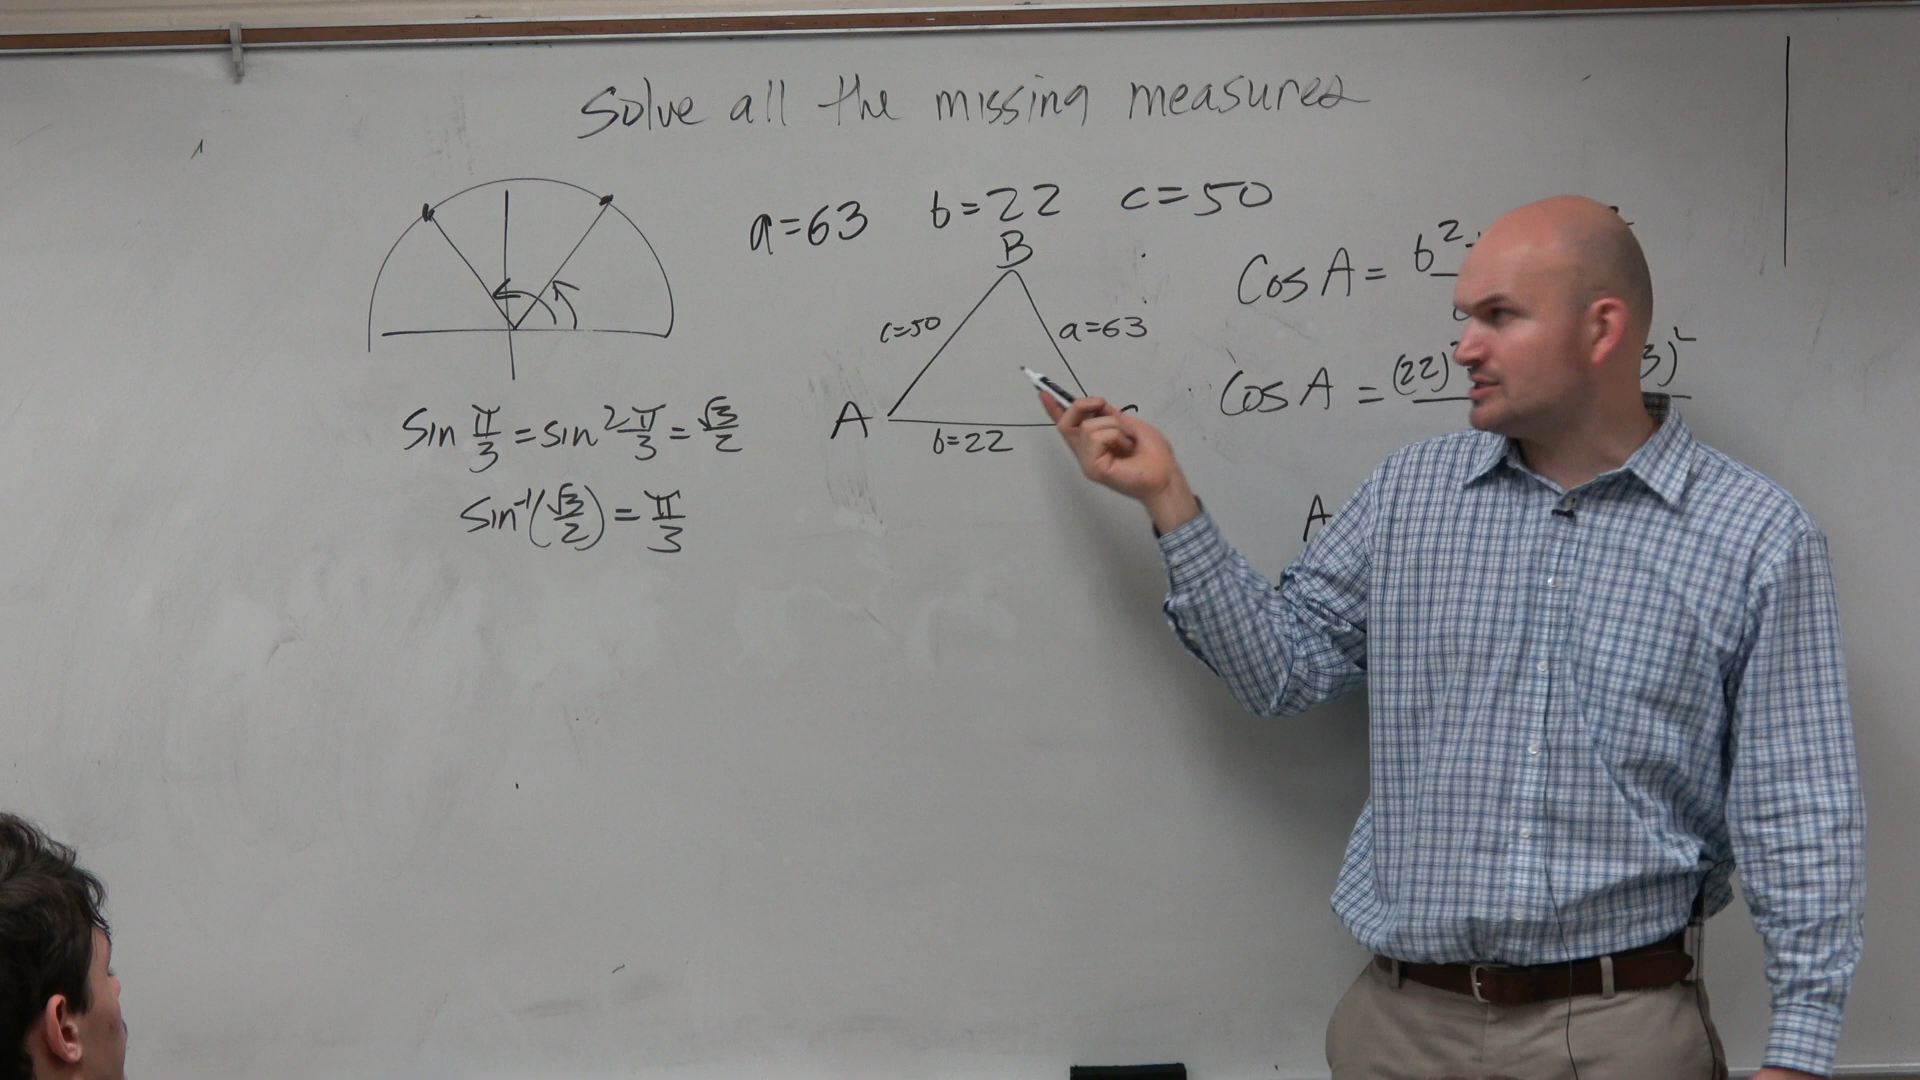 Solve all the missing measures
a=63 b=22 c=50
B
c=50 a=63
A
b=22
Cos A = b²
Cos A = (22) 3)²
A
Sin π/3 = sin 2π/3 = √3/2
Sin⁻¹(√3/2) = π/3